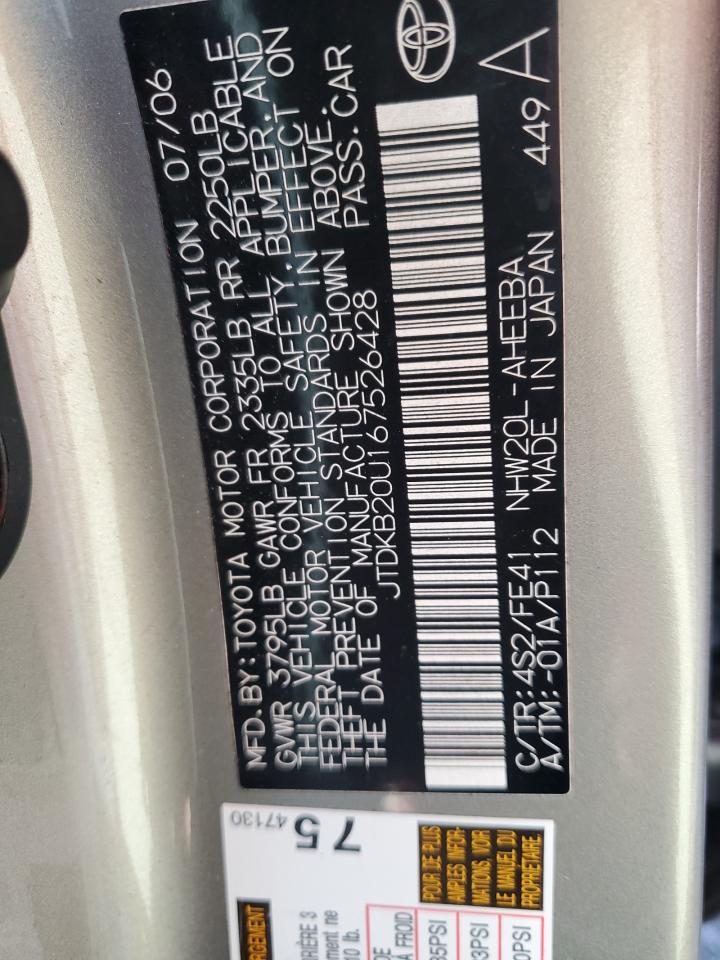 MFD. BY: TOYOTA MOTOR CORPORATION 07/06
GVWR 3795LB GAWR FR 2335LB RR 2250LB
THIS VEHICLE CONFORMS TO ALL APPLICABLE
FEDERAL MOTOR VEHICLE SAFETY, BUMPER, AND
THEFT PREVENTION STANDARDS IN EFFECT ON
THE DATE OF MANUFACTURE SHOWN ABOVE.
JTDKB20U167526428 PASS. CAR
C/TR: 4S2/FE41 NHW20L-AHEEBA
A/TM: -01A/P112 MADE IN JAPAN 449 A
47130
75
POUR DE PLUS
AMPLES INFOR-
MATIONS, VOIR
LE MANUEL DU
PROPRIÉTAIRE.